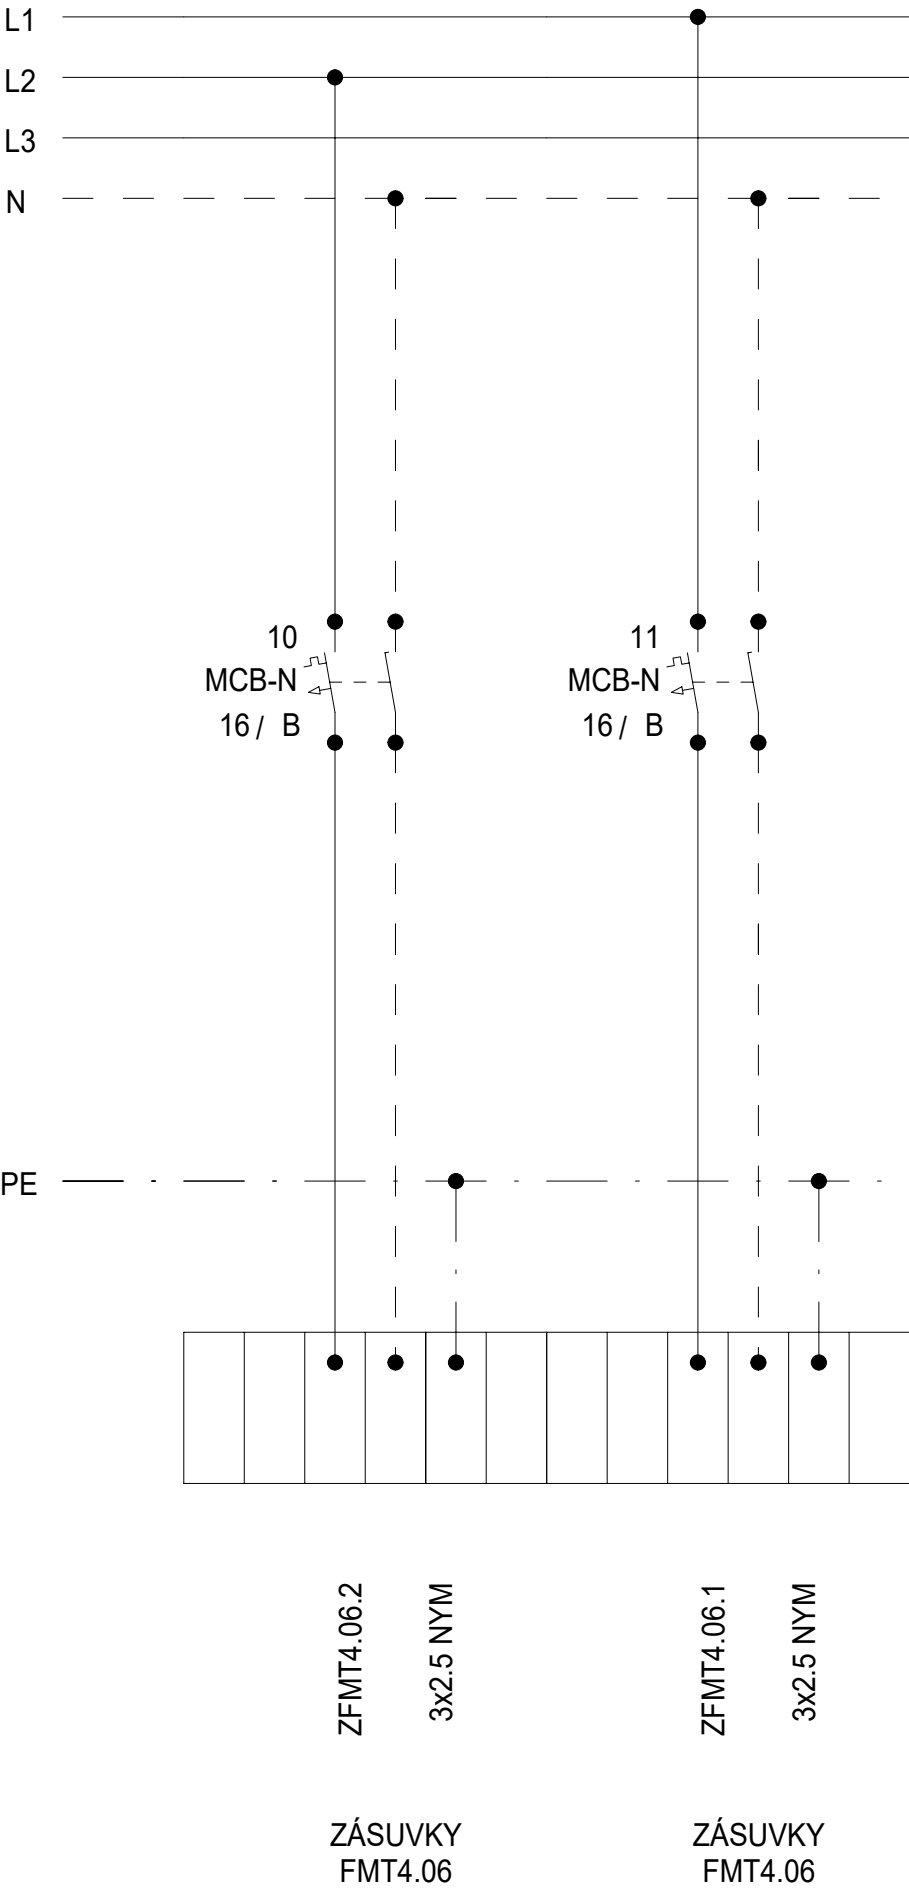 L1
L2
L3
N
10
MCB-N
16 / B
11
MCB-N
16 / B
PE
ZFMT4.06.2
3x2.5 NYM
ZFMT4.06.1
3x2.5 NYM
ZÁSUVKY
FMT4.06
ZÁSUVKY
FMT4.06